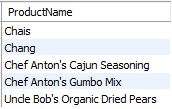 ProductName
Chais
Chang
Chef Anton's Cajun Seasoning
Chef Anton's Gumbo Mix
Uncle Bob's Organic Dried Pears